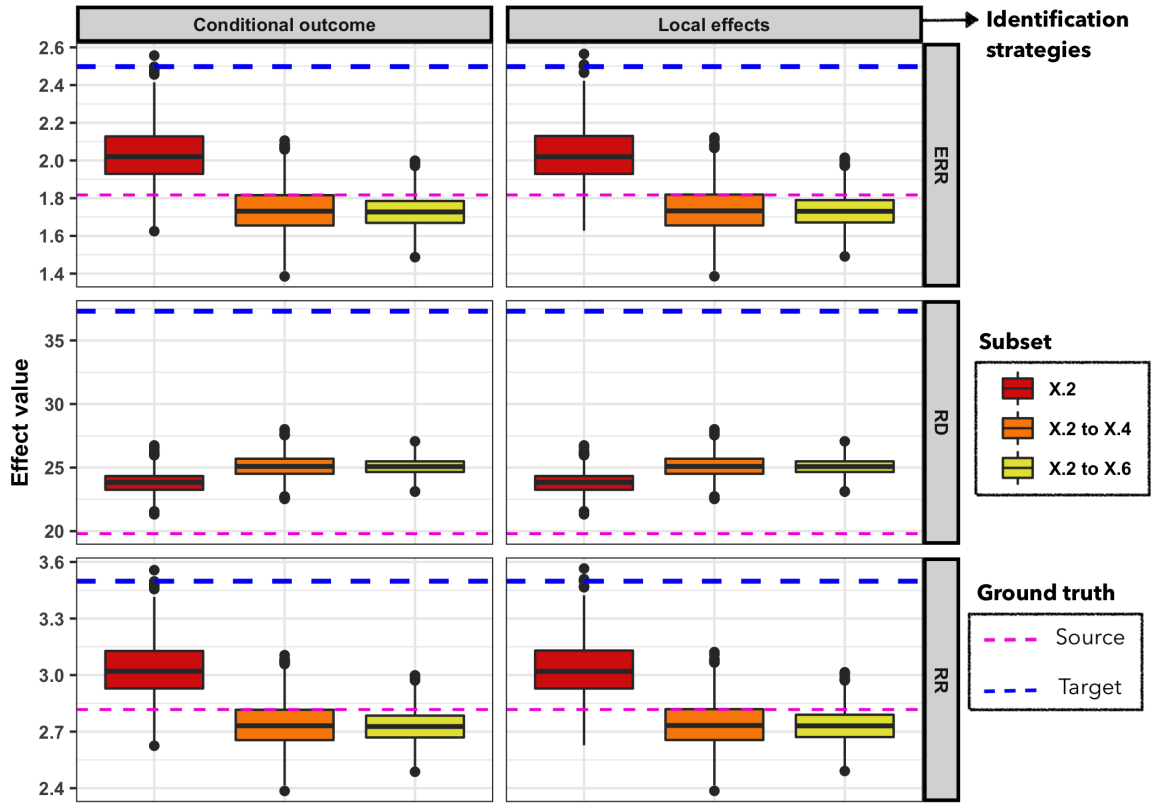 Conditional outcome
Local effects
Identification
strategies
2.6
2.4
2.2
2.0
1.8
1.6
1.4
ERR
35
30
25
20
RD
Effect value
3.6
3.3
3.0
2.7
2.4
RR
Subset
X.2
X.2 to X.4
X.2 to X.6
Ground truth
Source
Target